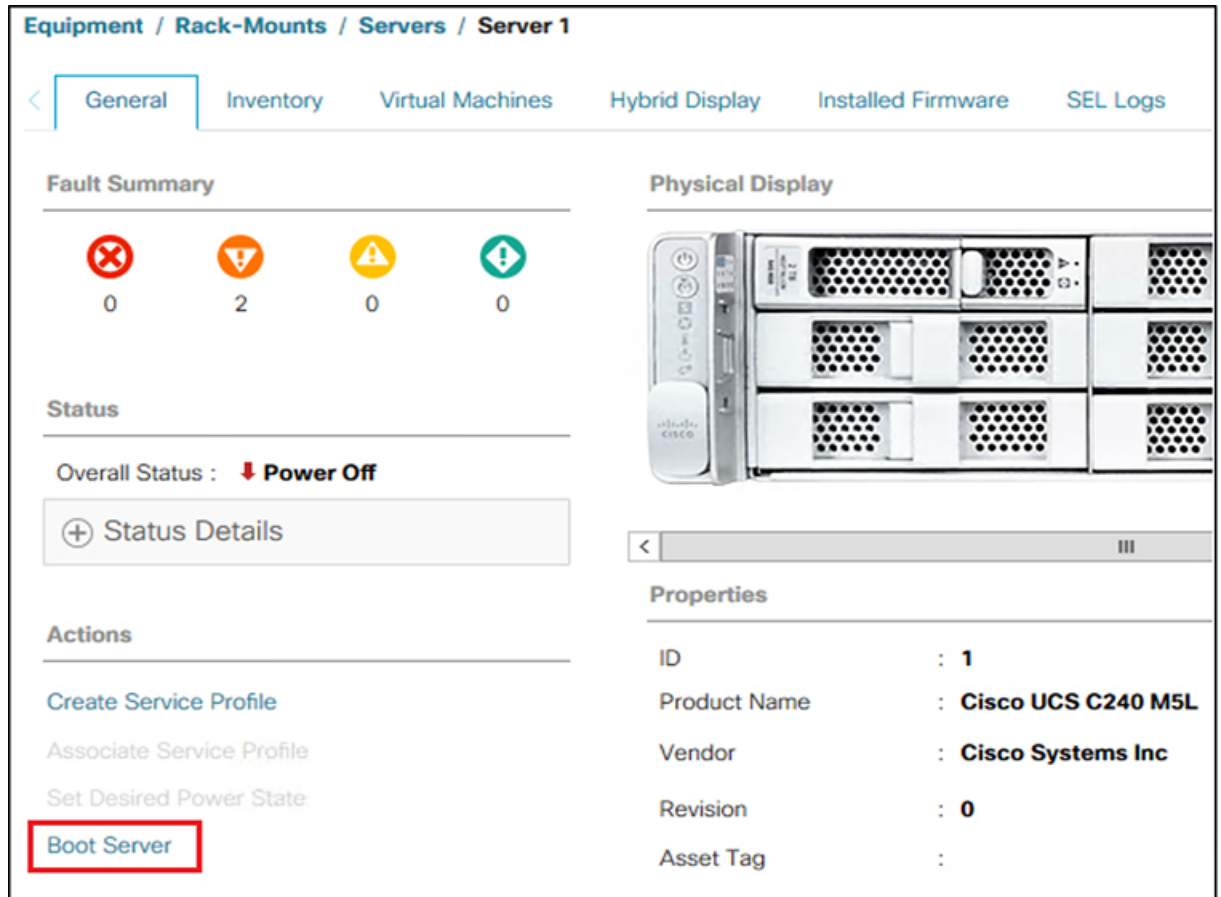 Equipment / Rack-Mounts / Servers / Server 1
General Inventory Virtual Machines Hybrid Display Installed Firmware SEL Logs
Fault Summary
0 2 0 0
Status
Overall Status : Power Off
Status Details
Actions
Create Service Profile
Associate Service Profile
Set Desired Power State
Boot Server
Physical Display
CISCO
Properties
ID : 1
Product Name : Cisco UCS C240 M5L
Vendor : Cisco Systems Inc
Revision : 0
Asset Tag :